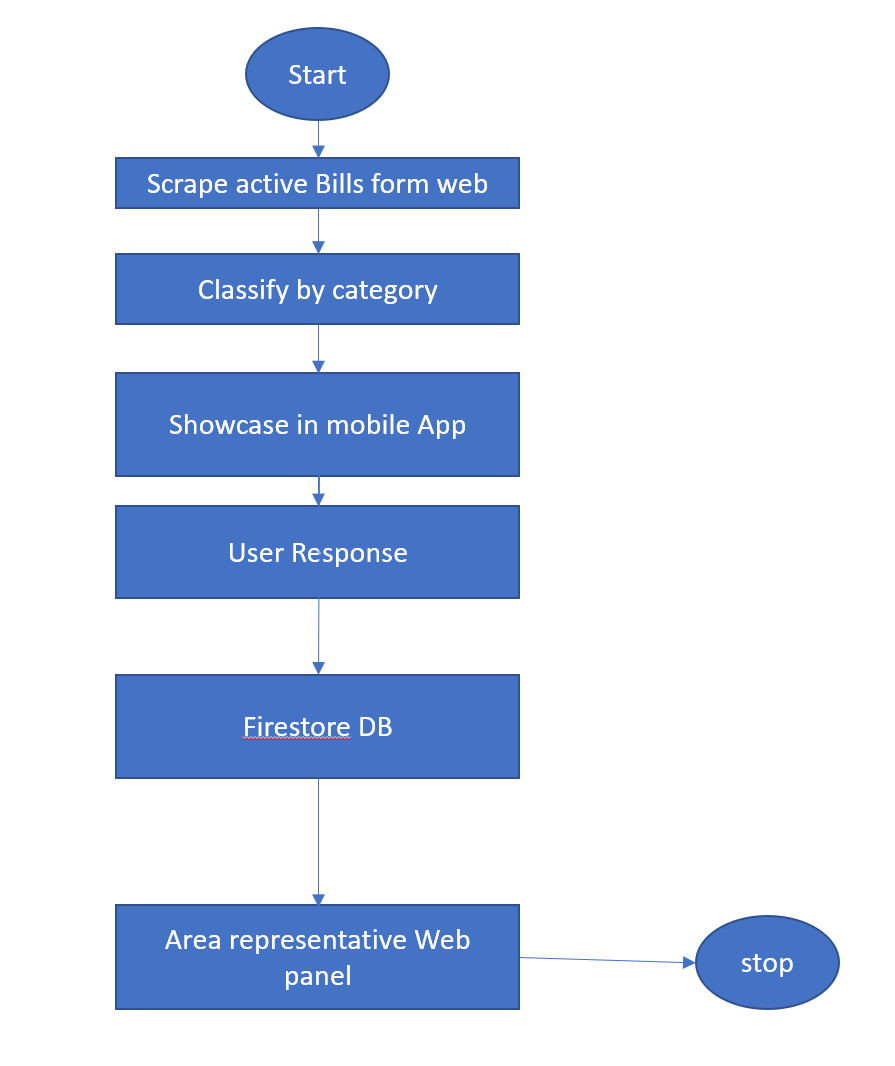 Start
Scrape active Bills form web
Classify by category
Showcase in mobile App
User Response
Firestore DB
Area representative Web
panel
stop